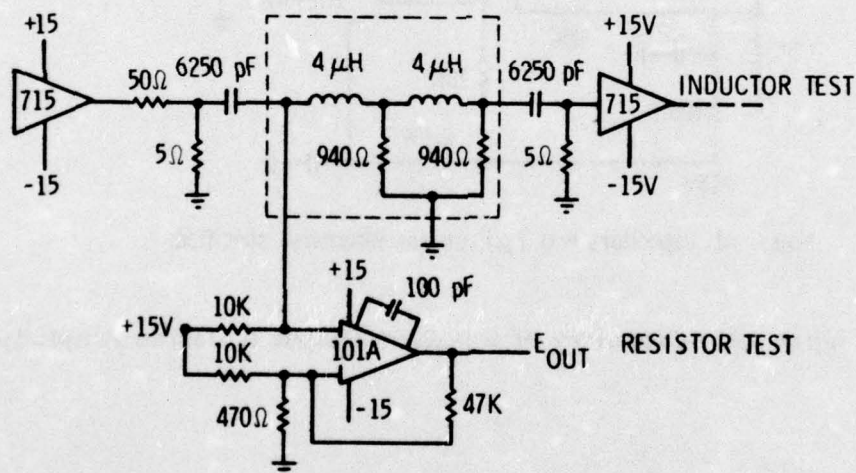 +15
715
-15
50Ω
5Ω
6250 pF
4 μH
4 μH
940Ω
940Ω
6250 pF
5Ω
+15V
715
-15V
INDUCTOR TEST
+15V
10K
10K
470Ω
+15
101A
-15
100 pF
47K
E OUT RESISTOR TEST